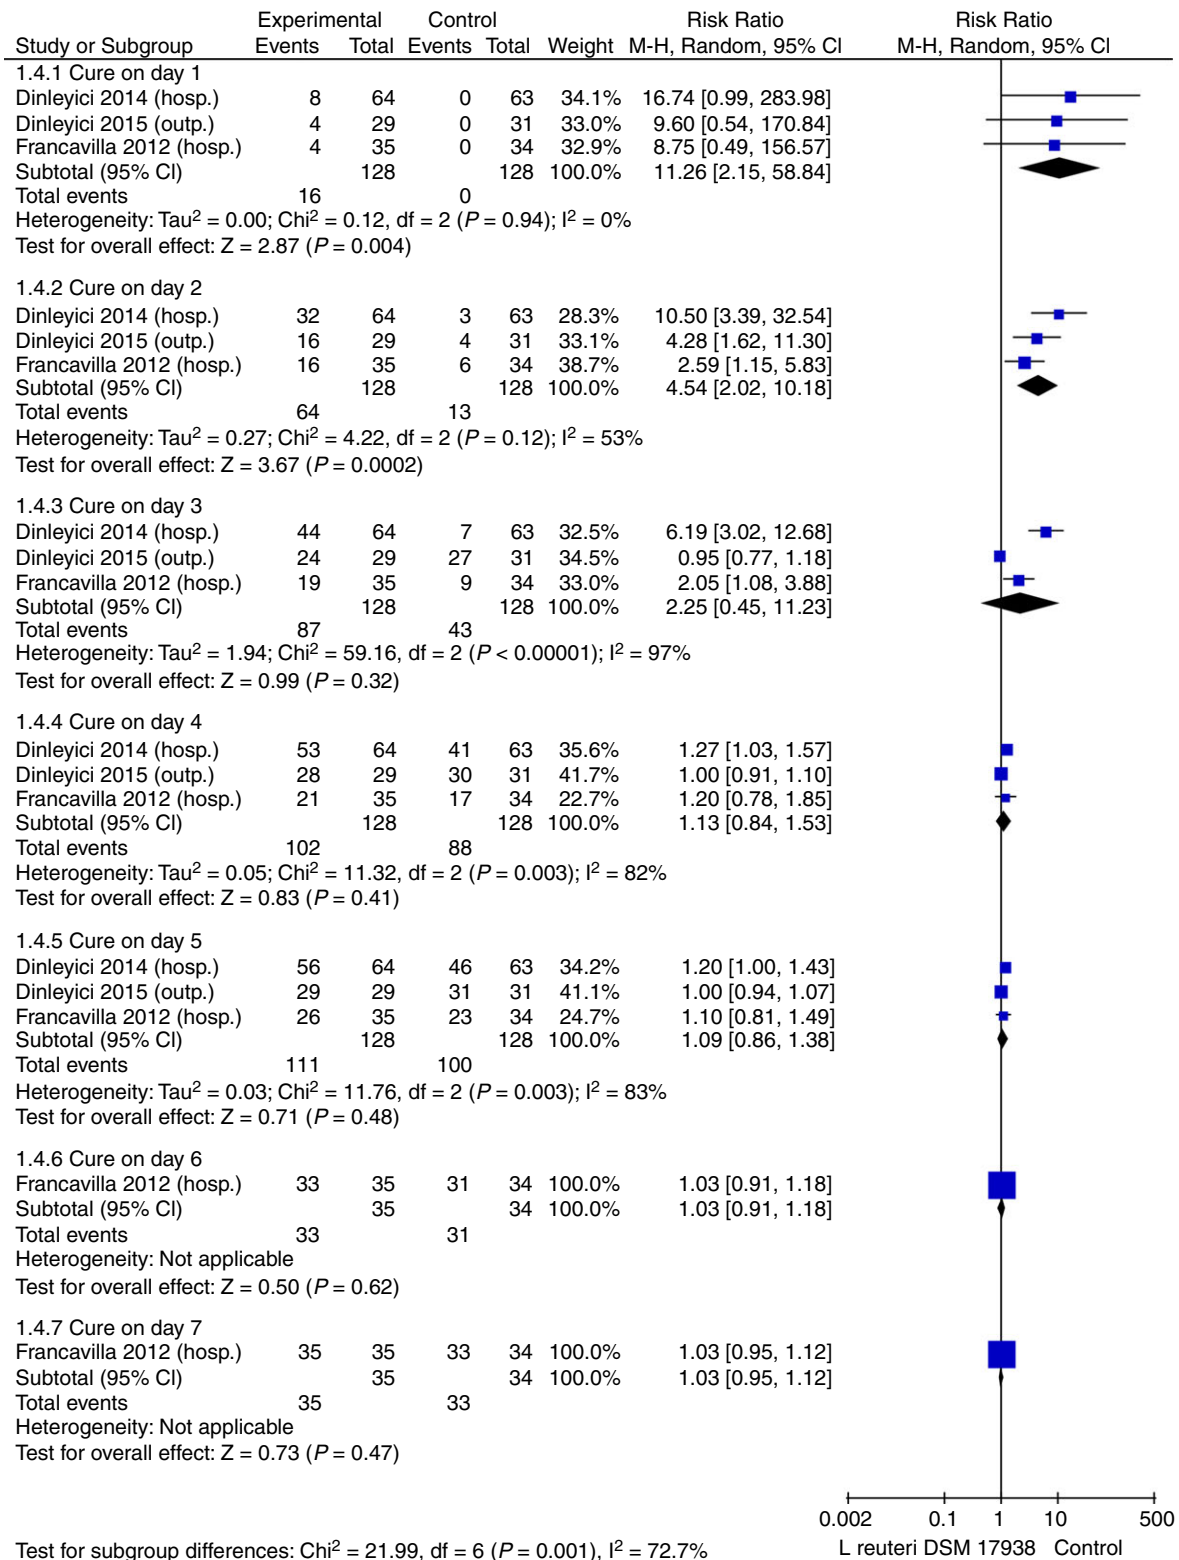 Experimental Control Risk Ratio Risk Ratio
Study or Subgroup Events Total Events Total Weight M-H, Random, 95% CI M-H, Random, 95% CI
1.4.1 Cure on day 1
Dinleyici 2014 (hosp.) 8 64 0 63 34.1% 16.74 [0.99, 283.98]
Dinleyici 2015 (outp.) 4 29 0 31 33.0% 9.60 [0.54, 170.84]
Francavilla 2012 (hosp.) 4 35 0 34 32.9% 8.75 [0.49, 156.57]
Subtotal (95% CI) 128 128 100.0% 11.26 [2.15, 58.84]
Total events 16 0
Heterogeneity: Tau² = 0.00; Chi² = 0.12, df = 2 (P = 0.94); I² = 0%
Test for overall effect: Z = 2.87 (P = 0.004)
1.4.2 Cure on day 2
Dinleyici 2014 (hosp.) 32 64 3 63 28.3% 10.50 [3.39, 32.54]
Dinleyici 2015 (outp.) 16 29 4 31 33.1% 4.28 [1.62, 11.30]
Francavilla 2012 (hosp.) 16 35 6 34 38.7% 2.59 [1.15, 5.83]
Subtotal (95% CI) 128 128 100.0% 4.54 [2.02, 10.18]
Total events 64 13
Heterogeneity: Tau² = 0.27; Chi² = 4.22, df = 2 (P = 0.12); I² = 53%
Test for overall effect: Z = 3.67 (P = 0.0002)
1.4.3 Cure on day 3
Dinleyici 2014 (hosp.) 44 64 7 63 32.5% 6.19 [3.02, 12.68]
Dinleyici 2015 (outp.) 24 29 27 31 34.5% 0.95 [0.77, 1.18]
Francavilla 2012 (hosp.) 19 35 9 34 33.0% 2.05 [1.08, 3.88]
Subtotal (95% CI) 128 128 100.0% 2.25 [0.45, 11.23]
Total events 87 43
Heterogeneity: Tau² = 1.94; Chi² = 59.16, df = 2 (P < 0.00001); I² = 97%
Test for overall effect: Z = 0.99 (P = 0.32)
1.4.4 Cure on day 4
Dinleyici 2014 (hosp.) 53 64 41 63 35.6% 1.27 [1.03, 1.57]
Dinleyici 2015 (outp.) 28 29 30 31 41.7% 1.00 [0.91, 1.10]
Francavilla 2012 (hosp.) 21 35 17 34 22.7% 1.20 [0.78, 1.85]
Subtotal (95% CI) 128 128 100.0% 1.13 [0.84, 1.53]
Total events 102 88
Heterogeneity: Tau² = 0.05; Chi² = 11.32, df = 2 (P = 0.003); I² = 82%
Test for overall effect: Z = 0.83 (P = 0.41)
1.4.5 Cure on day 5
Dinleyici 2014 (hosp.) 56 64 46 63 34.2% 1.20 [1.00, 1.43]
Dinleyici 2015 (outp.) 29 29 31 31 41.1% 1.00 [0.94, 1.07]
Francavilla 2012 (hosp.) 26 35 23 34 24.7% 1.10 [0.81, 1.49]
Subtotal (95% CI) 128 128 100.0% 1.09 [0.86, 1.38]
Total events 111 100
Heterogeneity: Tau² = 0.03; Chi² = 11.76, df = 2 (P = 0.003); I² = 83%
Test for overall effect: Z = 0.71 (P = 0.48)
1.4.6 Cure on day 6
Francavilla 2012 (hosp.) 33 35 31 34 100.0% 1.03 [0.91, 1.18]
Subtotal (95% CI) 35 34 100.0% 1.03 [0.91, 1.18]
Total events 33 31
Heterogeneity: Not applicable
Test for overall effect: Z = 0.50 (P = 0.62)
1.4.7 Cure on day 7
Francavilla 2012 (hosp.) 35 35 33 34 100.0% 1.03 [0.95, 1.12]
Subtotal (95% CI) 35 34 100.0% 1.03 [0.95, 1.12]
Total events 35 33
Heterogeneity: Not applicable
Test for overall effect: Z = 0.73 (P = 0.47)
0.002 0.1 1 10 500
Test for subgroup differences: Chi² = 21.99, df = 6 (P = 0.001), I² = 72.7% L reuteri DSM 17938 Control